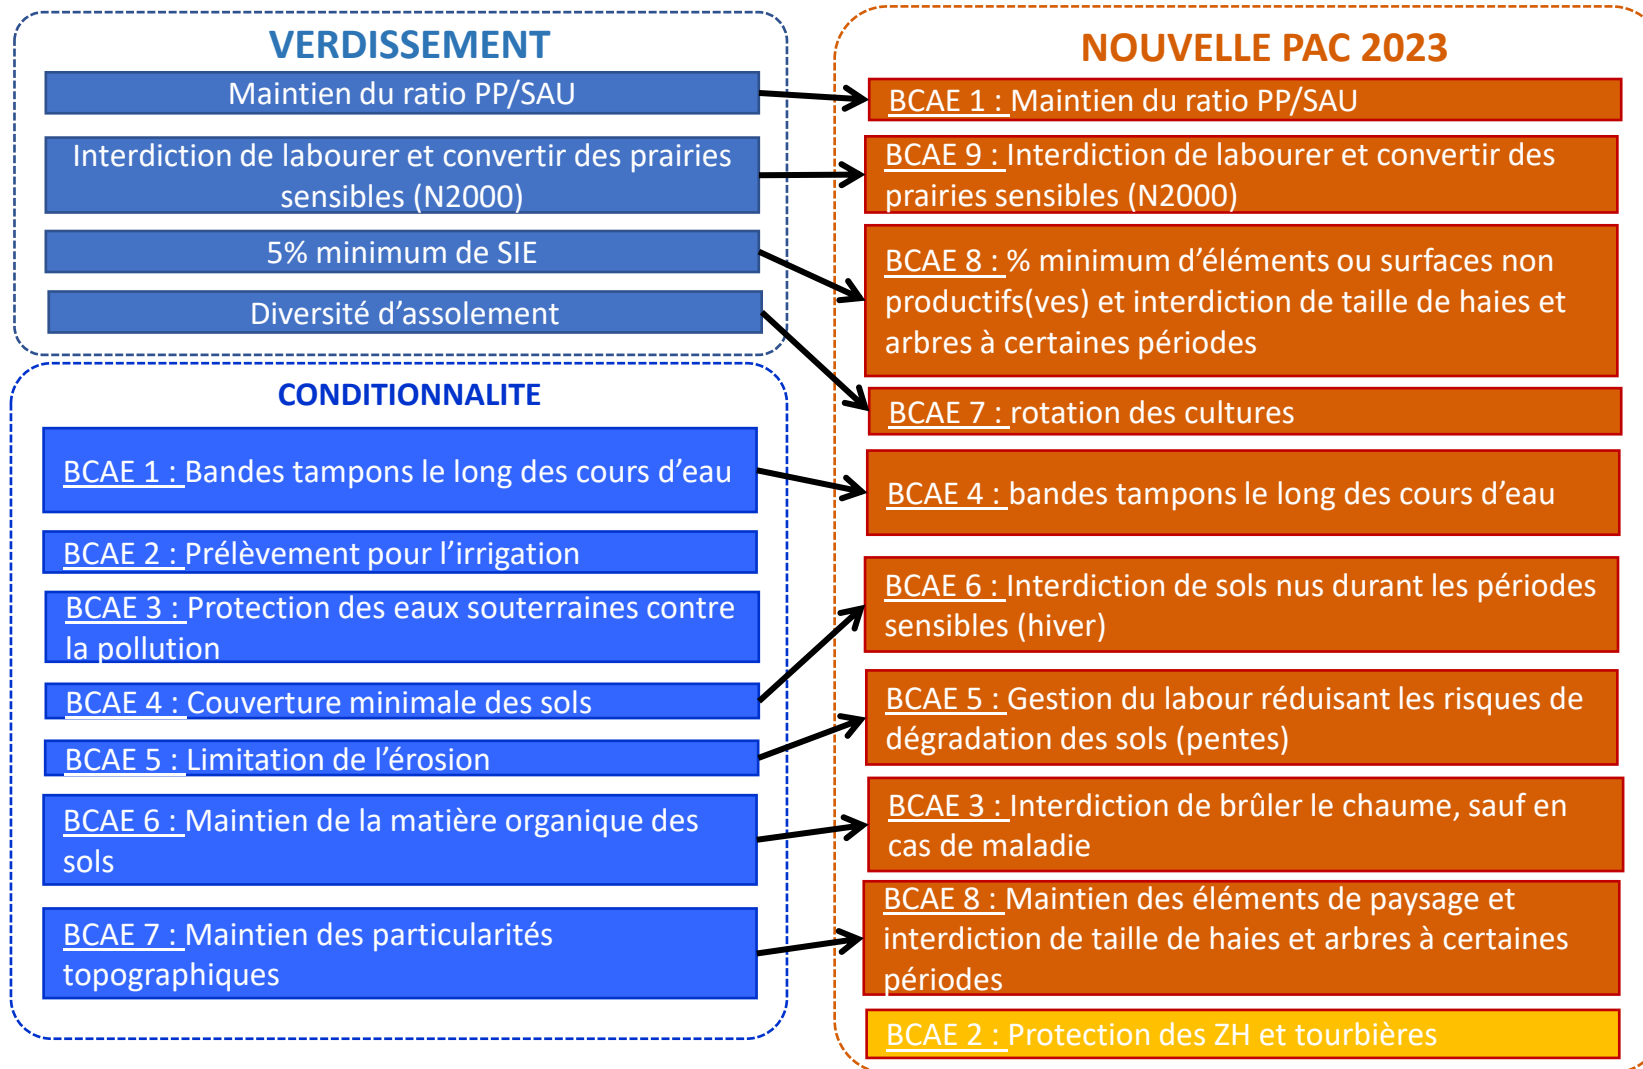 VERDISSEMENT
Maintien du ratio PP/SAU
Interdiction de labourer et convertir des prairies
sensibles (N2000)
5% minimum de SIE
Diversité d’assolement
CONDITIONNALITE
BCAE 1 : Bandes tampons le long des cours d’eau
BCAE 2 : Prélèvement pour l’irrigation
BCAE 3 : Protection des eaux souterraines contre
la pollution
BCAE 4 : Couverture minimale des sols
BCAE 5 : Limitation de l’érosion
BCAE 6 : Maintien de la matière organique des
sols
BCAE 7 : Maintien des particularités
topographiques
NOUVELLE PAC 2023
BCAE 1 : Maintien du ratio PP/SAU
BCAE 9 : Interdiction de labourer et convertir des
prairies sensibles (N2000)
BCAE 8 : % minimum d’éléments ou surfaces non
productifs(ves) et interdiction de taille de haies et
arbres à certaines périodes
BCAE 7 : rotation des cultures
BCAE 4 : bandes tampons le long des cours d’eau
BCAE 6 : Interdiction de sols nus durant les périodes
sensibles (hiver)
BCAE 5 : Gestion du labour réduisant les risques de
dégradation des sols (pentes)
BCAE 3 : Interdiction de brûler le chaume, sauf en
cas de maladie
BCAE 8 : Maintien des éléments de paysage et
interdiction de taille de haies et arbres à certaines
périodes
BCAE 2 : Protection des ZH et tourbières